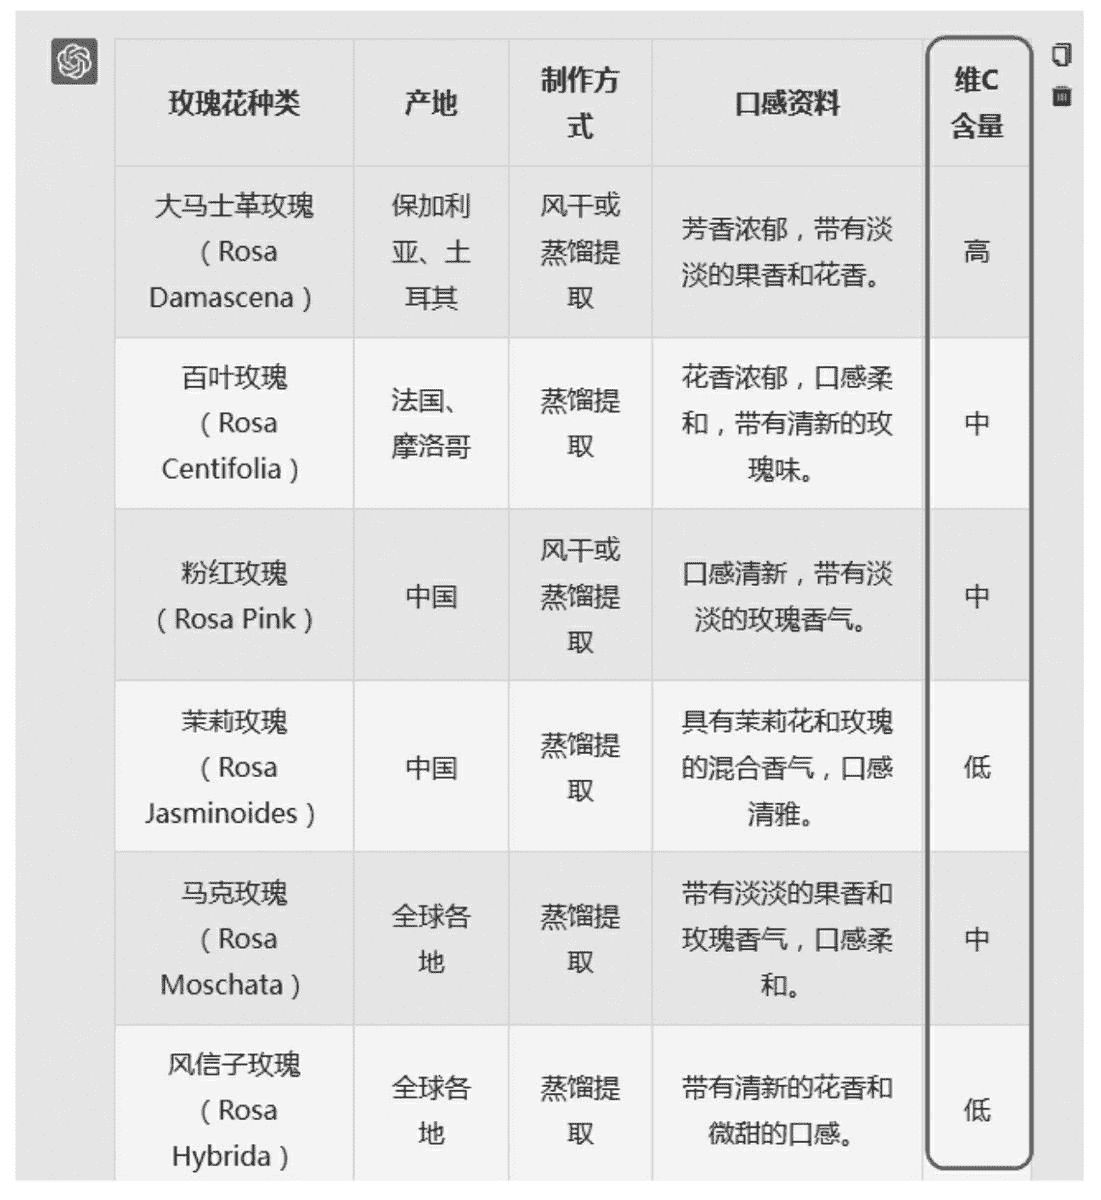 玫瑰花种类
产地
制作方
式
口感资料
维C
含量
大马士革玫瑰
（Rosa
Damascena）
保加利
亚、土
耳其
风干或
蒸馏提
取
芳香浓郁，带有淡
淡的果香和花香。
高
百叶玫瑰
（Rosa
Centifolia）
法国、
摩洛哥
蒸馏提
取
花香浓郁，口感柔
和，带有清新的玫
瑰味。
中
粉红玫瑰
（Rosa Pink）
中国
风干或
蒸馏提
取
口感清新，带有淡
淡的玫瑰香气。
中
茉莉玫瑰
（Rosa
Jasminoides）
中国
蒸馏提
取
具有茉莉花和玫瑰
的混合香气，口感
清雅。
低
马克玫瑰
（Rosa
Moschata）
全球各
地
蒸馏提
取
带有淡淡的果香和
玫瑰香气，口感柔
和。
中
风信子玫瑰
（Rosa
Hybrida）
全球各
地
蒸馏提
取
带有清新的花香和
微甜的口感。
低